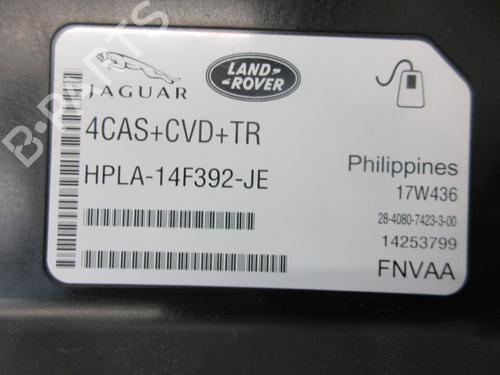 JAGUAR
LAND ROVER
4CAS+CVD+TR
HPLA-14F392-JE
Philippines
17W436
28-4080-7423-3-00
14253799
FNVAA
B-PARTS